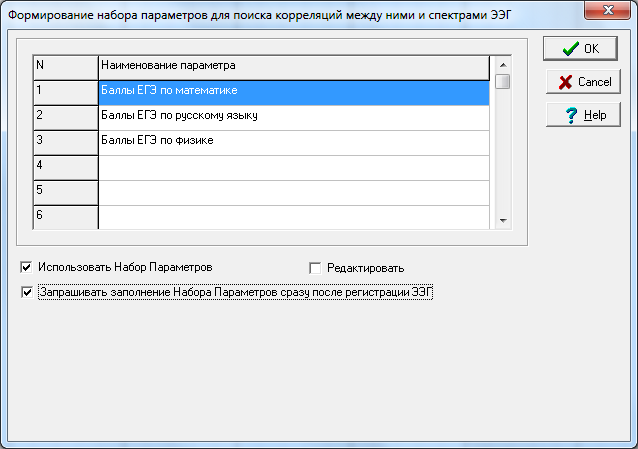 Формирование набора параметров для поиска корреляций между ними и спектрами ЭЭГ
N Наименование параметра
1 Баллы ЕГЭ по математике
2 Баллы ЕГЭ по русскому языку
3 Баллы ЕГЭ по физике
4
5
6
OK
Cancel
Help
Использовать Набор Параметров
Редактировать
Запрашивать заполнение Набора Параметров сразу после регистрации ЭЭГ